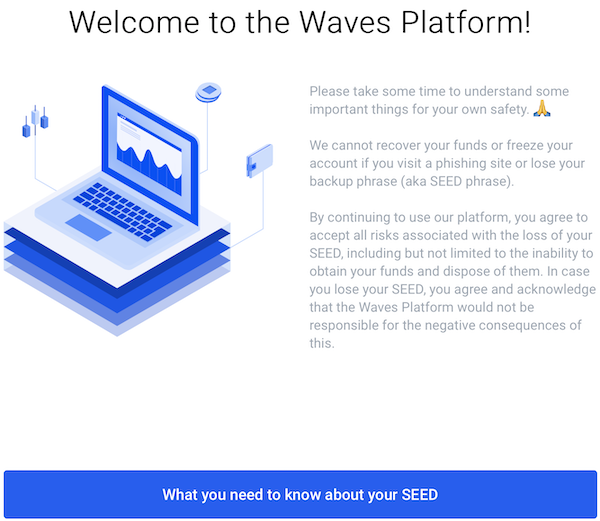 Welcome to the Waves Platform!
Please take some time to understand some
important things for your own safety. 🙏
We cannot recover your funds or freeze your
account if you visit a phishing site or lose your
backup phrase (aka SEED phrase).
By continuing to use our platform, you agree to
accept all risks associated with the loss of your
SEED, including but not limited to the inability to
obtain your funds and dispose of them. In case
you lose your SEED, you agree and acknowledge
that the Waves Platform would not be
responsible for the negative consequences of
this.
What you need to know about your SEED